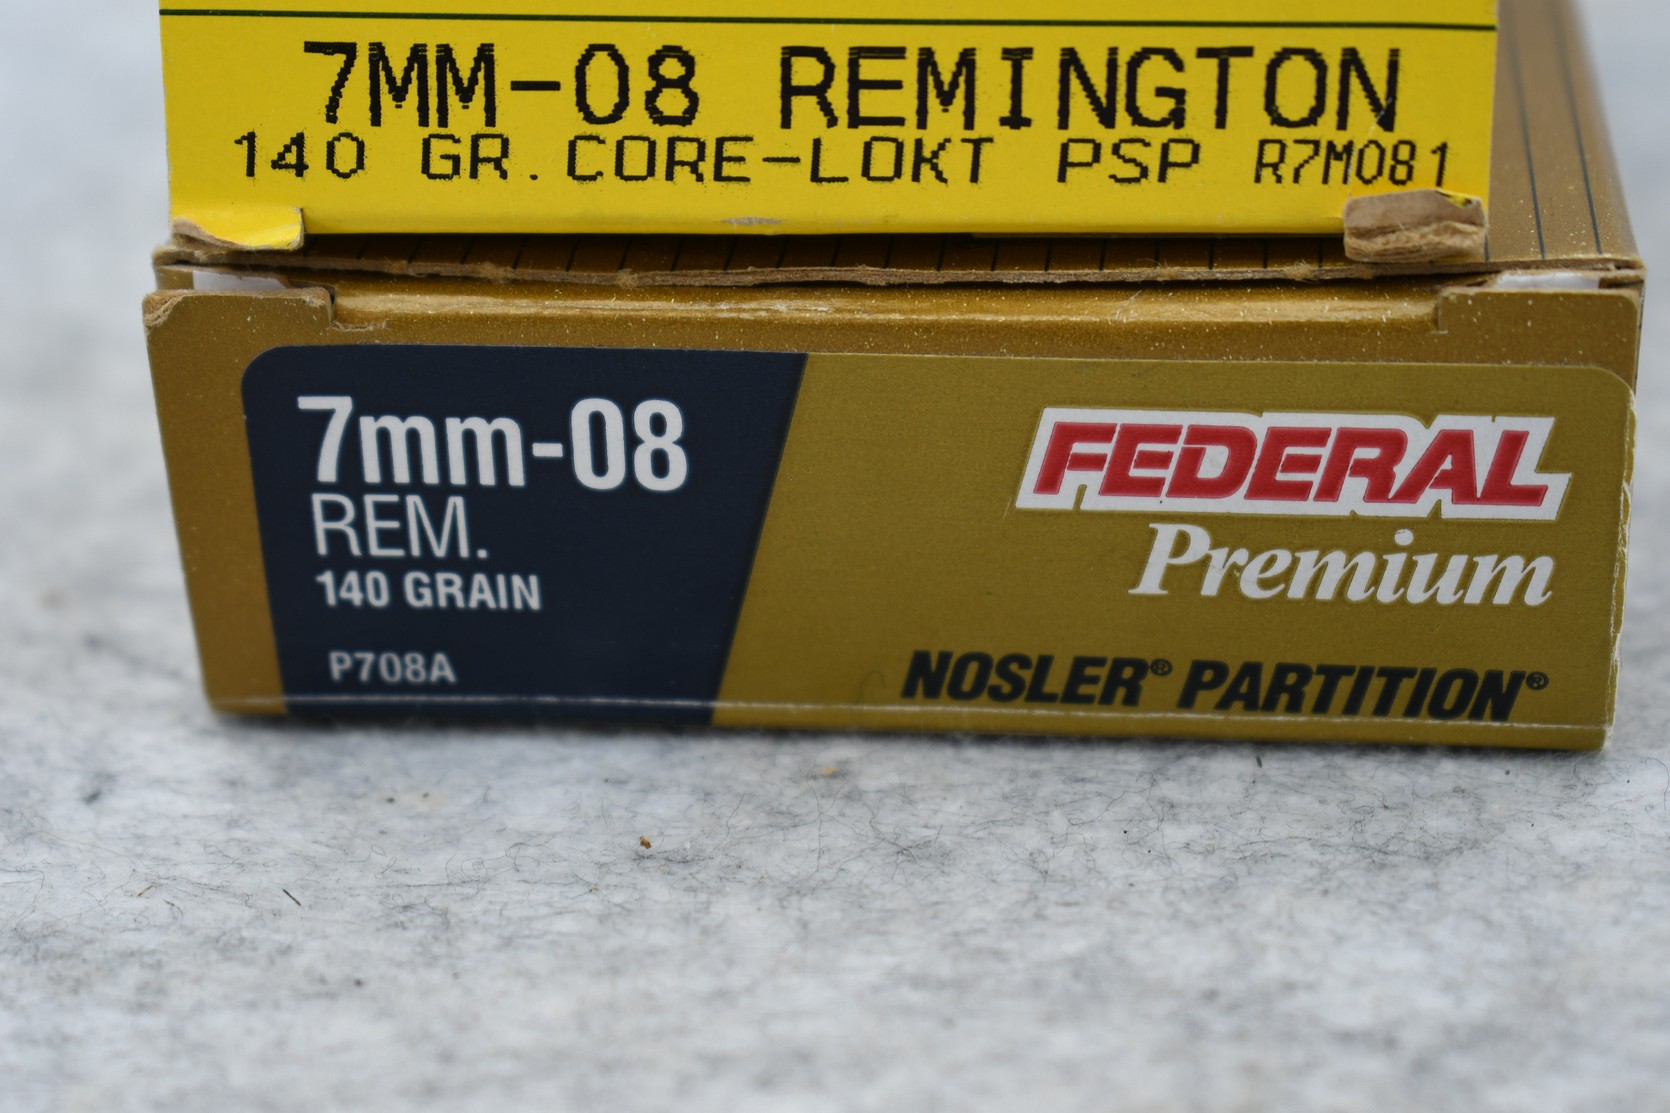 7MM-08 REMINGTON
140 GR. CORE-LOKT PSP R7M081
7mm-08
REM.
140 GRAIN
P708A
FEDERAL
Premium
NOSLER® PARTITION®